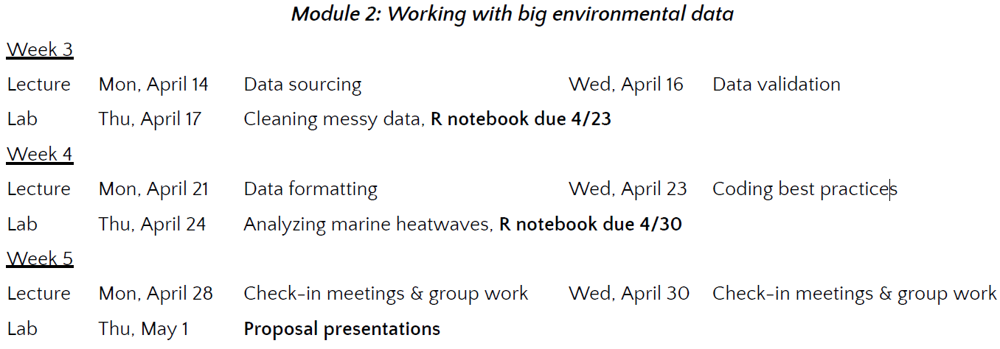 Module 2: Working with big environmental data
Week 3
Lecture Mon, April 14 Data sourcing Wed, April 16 Data validation
Lab Thu, April 17 Cleaning messy data, R notebook due 4/23
Week 4
Lecture Mon, April 21 Data formatting Wed, April 23 Coding best practices
Lab Thu, April 24 Analyzing marine heatwaves, R notebook due 4/30
Week 5
Lecture Mon, April 28 Check-in meetings & group work Wed, April 30 Check-in meetings & group work
Lab Thu, May 1 Proposal presentations